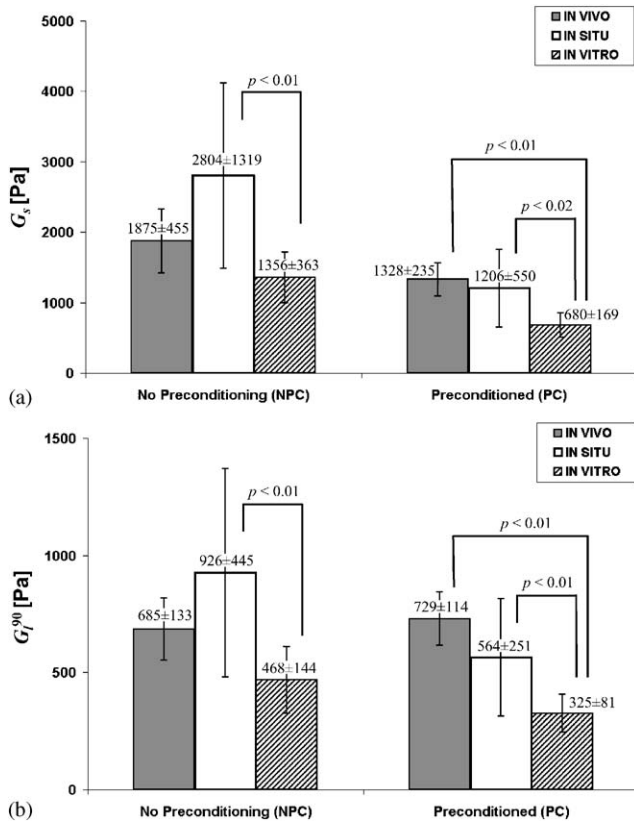 5000
4000
3000
2000
1000
0
G_s [Pa]
IN VIVO
IN SITU
IN VITRO
p < 0.01
2804±1319
1875±455
1356±363
p < 0.01
p < 0.02
1328±235
1206±550
680±169
No Preconditioning (NPC)
Preconditioned (PC)
(a)
1500
1000
500
0
G_l^90 [Pa]
IN VIVO
IN SITU
IN VITRO
p < 0.01
926±445
685±133
468±144
p < 0.01
p < 0.01
729±114
564±251
325±81
No Preconditioning (NPC)
Preconditioned (PC)
(b)